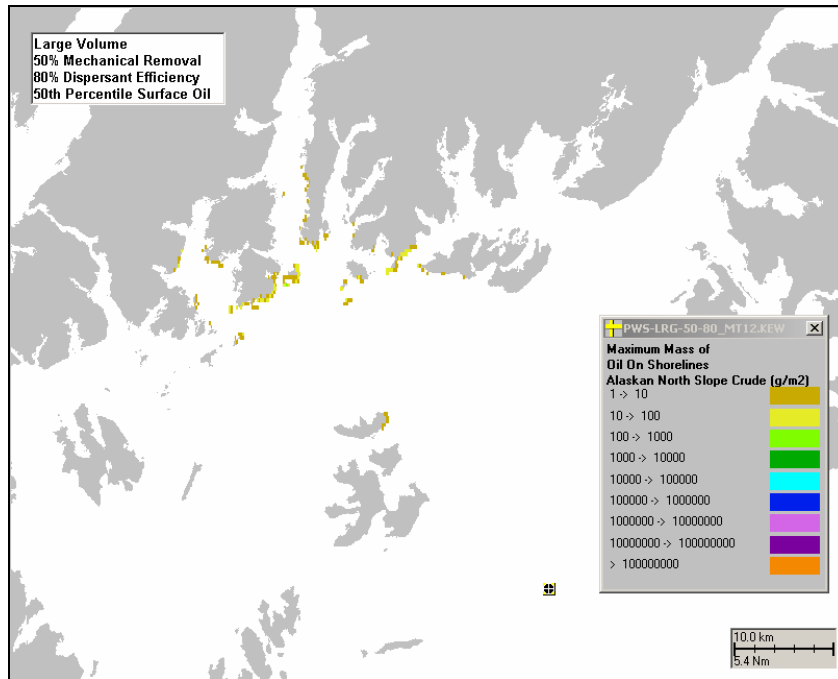 Large Volume
50% Mechanical Removal
80% Dispersant Efficiency
50th Percentile Surface Oil
PWS-LRG-50-80_MT12.KEW
Maximum Mass of
Oil On Shorelines
Alaskan North Slope Crude (g/m2)
1 -> 10
10 -> 100
100 -> 1000
1000 -> 10000
10000 -> 100000
100000 -> 1000000
1000000 -> 10000000
10000000 -> 100000000
> 100000000
10.0 km
5.4 Nm